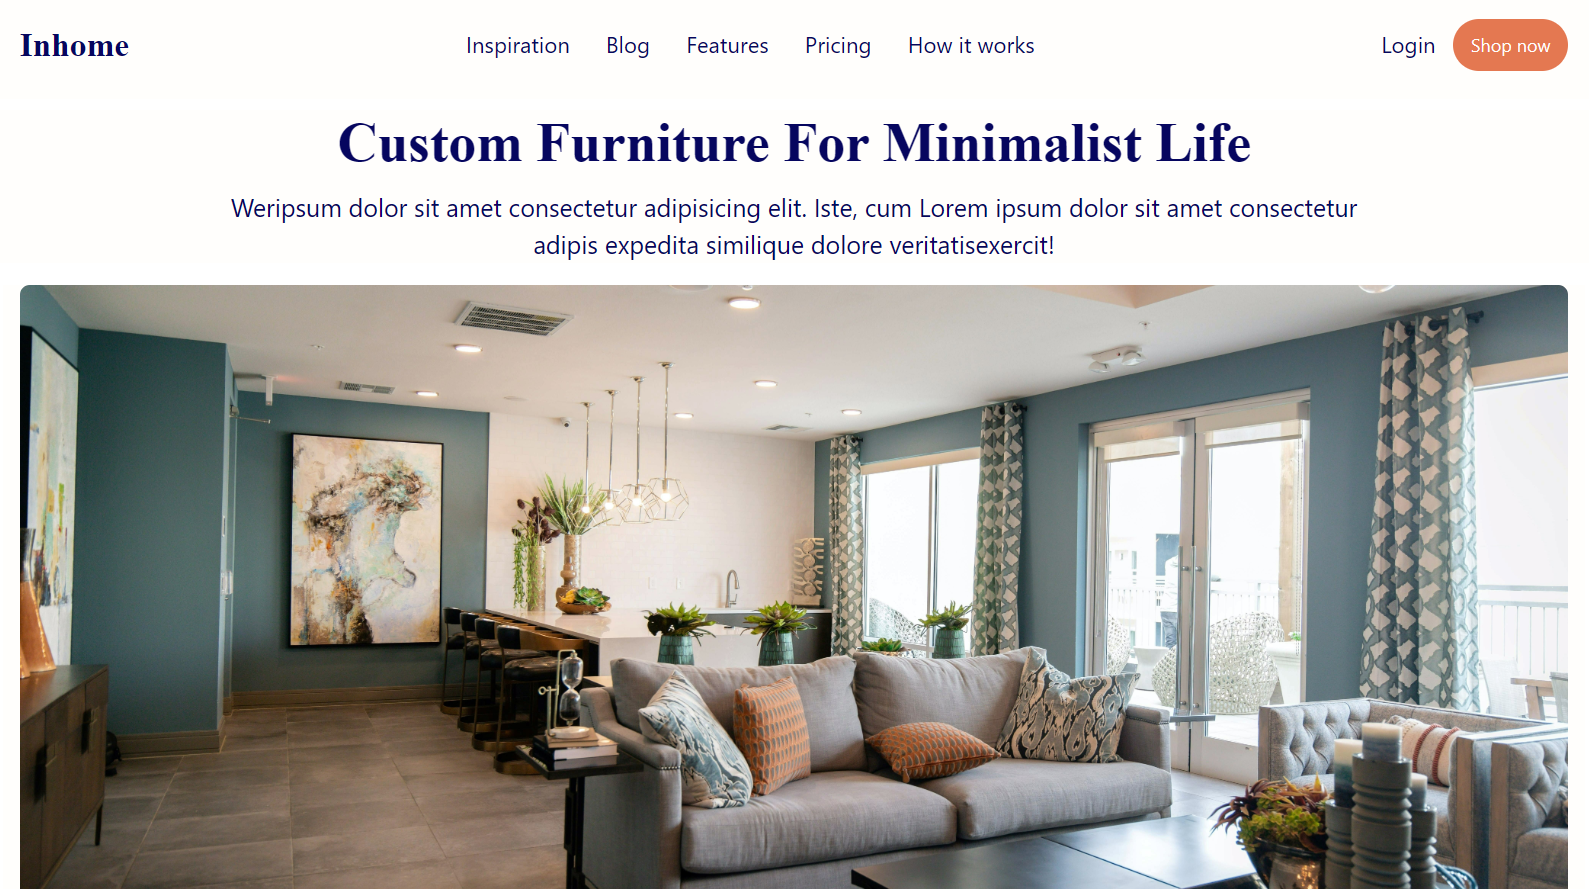 Inhome
Inspiration Blog Features Pricing How it works
Login Shop now
Custom Furniture For Minimalist Life
Weripsum dolor sit amet consectetur adipisicing elit. Iste, cum Lorem ipsum dolor sit amet consectetur
adipis expedita similique dolore veritatisexercit!